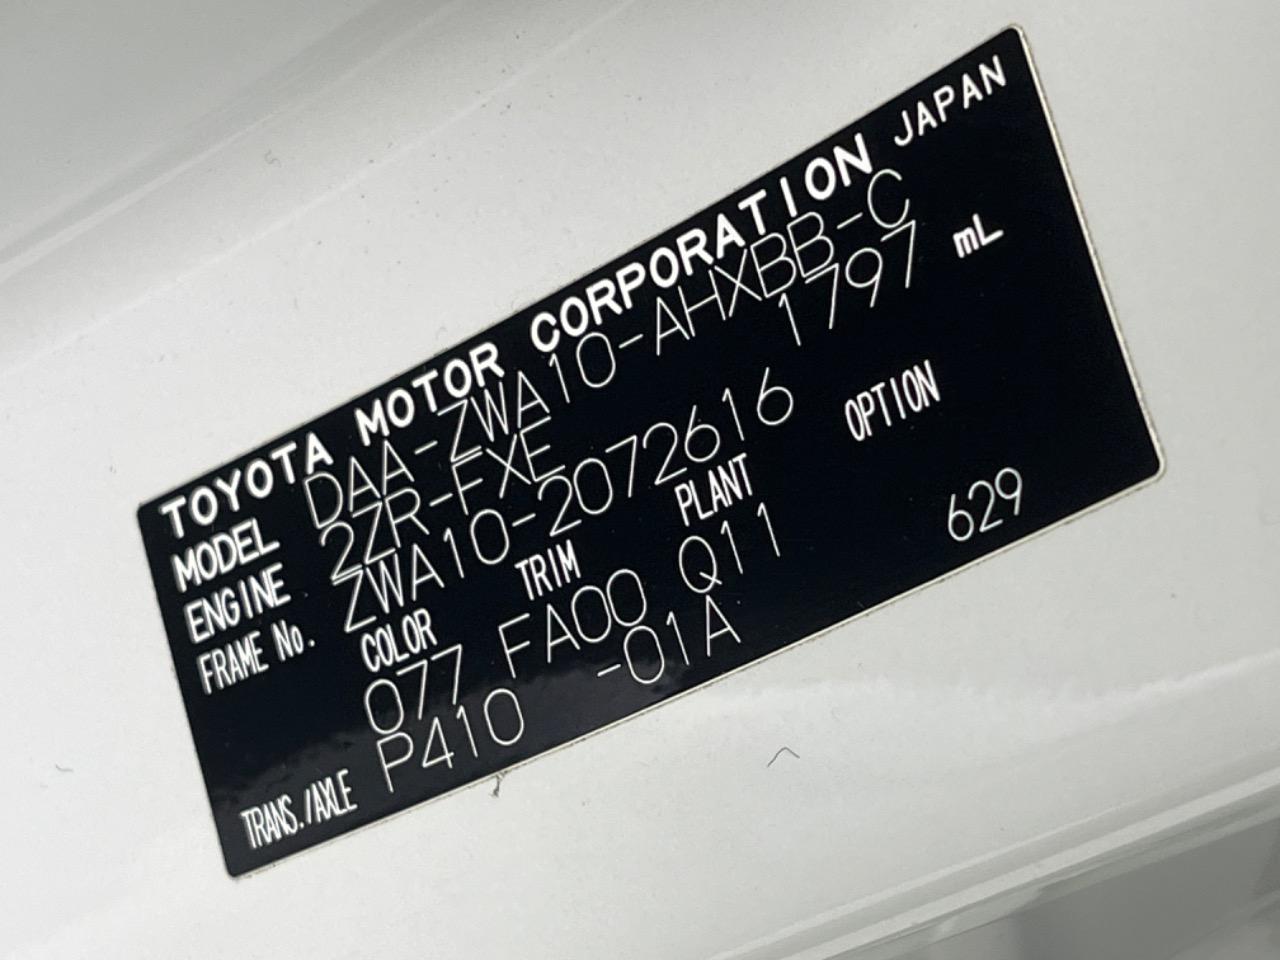 TOYOTA MOTOR CORPORATION JAPAN
MODEL DAA-ZWA10-AHXBB-C
ENGINE 2ZR-FXE 1797 mL
FRAME No. ZWA10-2072616
COLOR TRIM PLANT OPTION
077 FA00 Q11 629
TRANS./AXLE P410 -01A